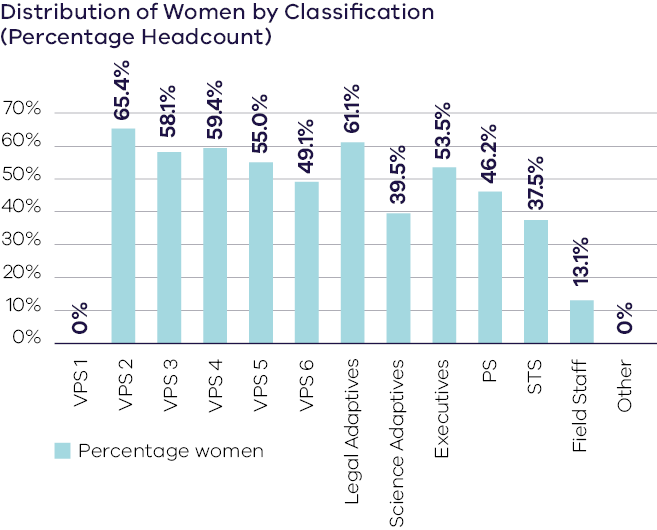 Distribution of Women by Classification
(Percentage Headcount)
70%
60%
50%
40%
30%
20%
10%
0%
0%
65.4%
58.1%
59.4%
55.0%
49.1%
61.1%
39.5%
53.5%
46.2%
37.5%
13.1%
0%
VPS 1
VPS 2
VPS 3
VPS 4
VPS 5
VPS 6
Legal Adaptives
Science Adaptives
Executives
PS
STS
Field Staff
Other
Percentage women